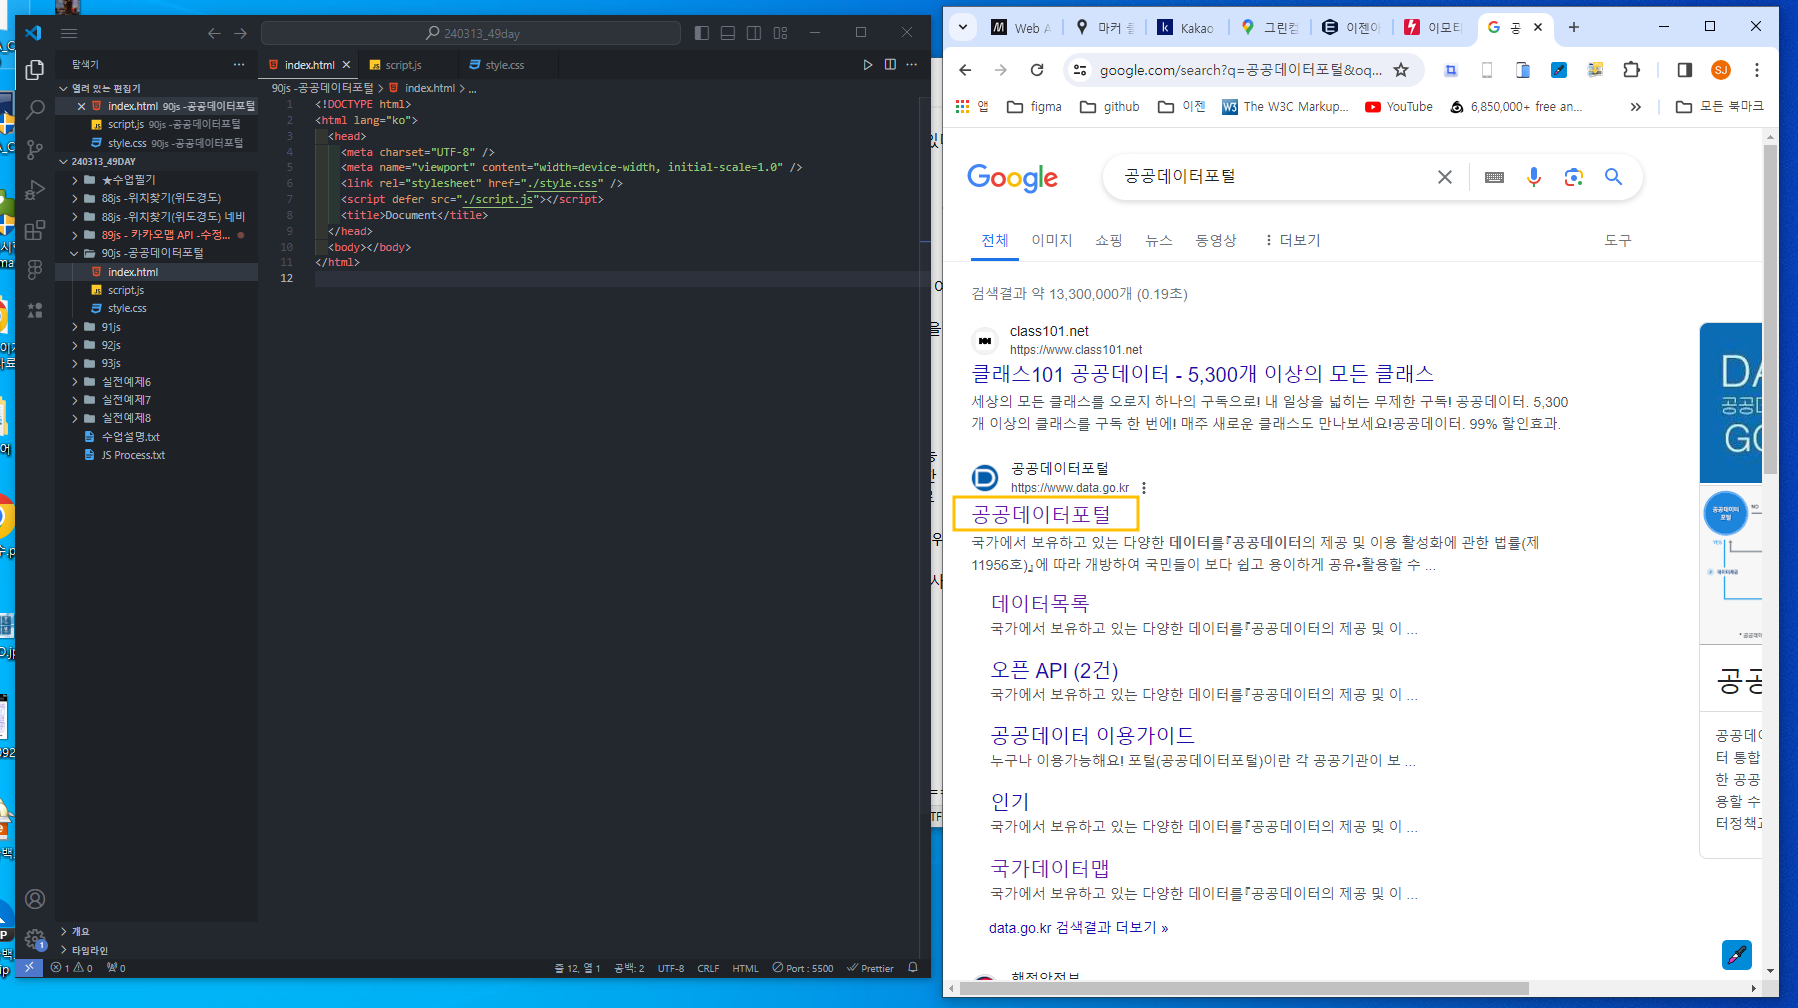 240313_49day
탐색기
열려 있는 편집기
index.html 90js -공공데이터포털
script.js 90js -공공데이터포털
style.css 90js -공공데이터포털
240313_49DAY
★수업필기
88js -위치찾기(위도경도)
88js -위치찾기(위도경도) 네비
89js - 카카오맵 API -수정...
90js -공공데이터포털
index.html
script.js
style.css
91js
92js
93js
실전예제6
실전예제7
실전예제8
수업설명.txt
JS Process.txt
개요
타임라인
index.html
script.js
style.css
90js -공공데이터포털 > index.html > ...
1 <!DOCTYPE html>
2 <html lang="ko">
3 <head>
4 <meta charset="UTF-8" />
5 <meta name="viewport" content="width=device-width, initial-scale=1.0" />
6 <link rel="stylesheet" href="./style.css" />
7 <script defer src="./script.js"></script>
8 <title>Document</title>
9 </head>
10 <body></body>
11 </html>
12
1 0 0
줄 12, 열 1 공백: 2 UTF-8 CRLF HTML Port : 5500 Prettier
Web A
마커 클
Kakao
그린컴
이젠아
이모티
공
google.com/search?q=공공데이터포털&oq...
SJ
앱 figma github 이젠 The W3C Markup... YouTube 6,850,000+ free an... » 모든 북마크
Google
공공데이터포털
전체 이미지 쇼핑 뉴스 동영상 더보기 도구
검색결과 약 13,300,000개 (0.19초)
class101.net
https://www.class101.net
클래스101 공공데이터 - 5,300개 이상의 모든 클래스
세상의 모든 클래스를 오로지 하나의 구독으로! 내 일상을 넓히는 무제한 구독! 공공데이터. 5,300
개 이상의 클래스를 구독 한 번에! 매주 새로운 클래스도 만나보세요!공공데이터. 99% 할인효과.
공공데이터포털
https://www.data.go.kr
공공데이터포털
국가에서 보유하고 있는 다양한 데이터를『공공데이터의 제공 및 이용 활성화에 관한 법률(제
11956호)』에 따라 개방하여 국민들이 보다 쉽고 용이하게 공유•활용할 수 ...
데이터목록
국가에서 보유하고 있는 다양한 데이터를『공공데이터의 제공 및 이 ...
오픈 API (2건)
국가에서 보유하고 있는 다양한 데이터를『공공데이터의 제공 및 이 ...
공공데이터 이용가이드
누구나 이용가능해요! 포털(공공데이터포털)이란 각 공공기관이 보 ...
인기
국가에서 보유하고 있는 다양한 데이터를『공공데이터의 제공 및 이 ...
국가데이터맵
국가에서 보유하고 있는 다양한 데이터를『공공데이터의 제공 및 이 ...
data.go.kr 검색결과 더보기 »
행정안전부
DA
공공데
GO
공공데이터
포털
NO
YES
공공
공공데이
터 통합
한 공공
용할 수
터정책고